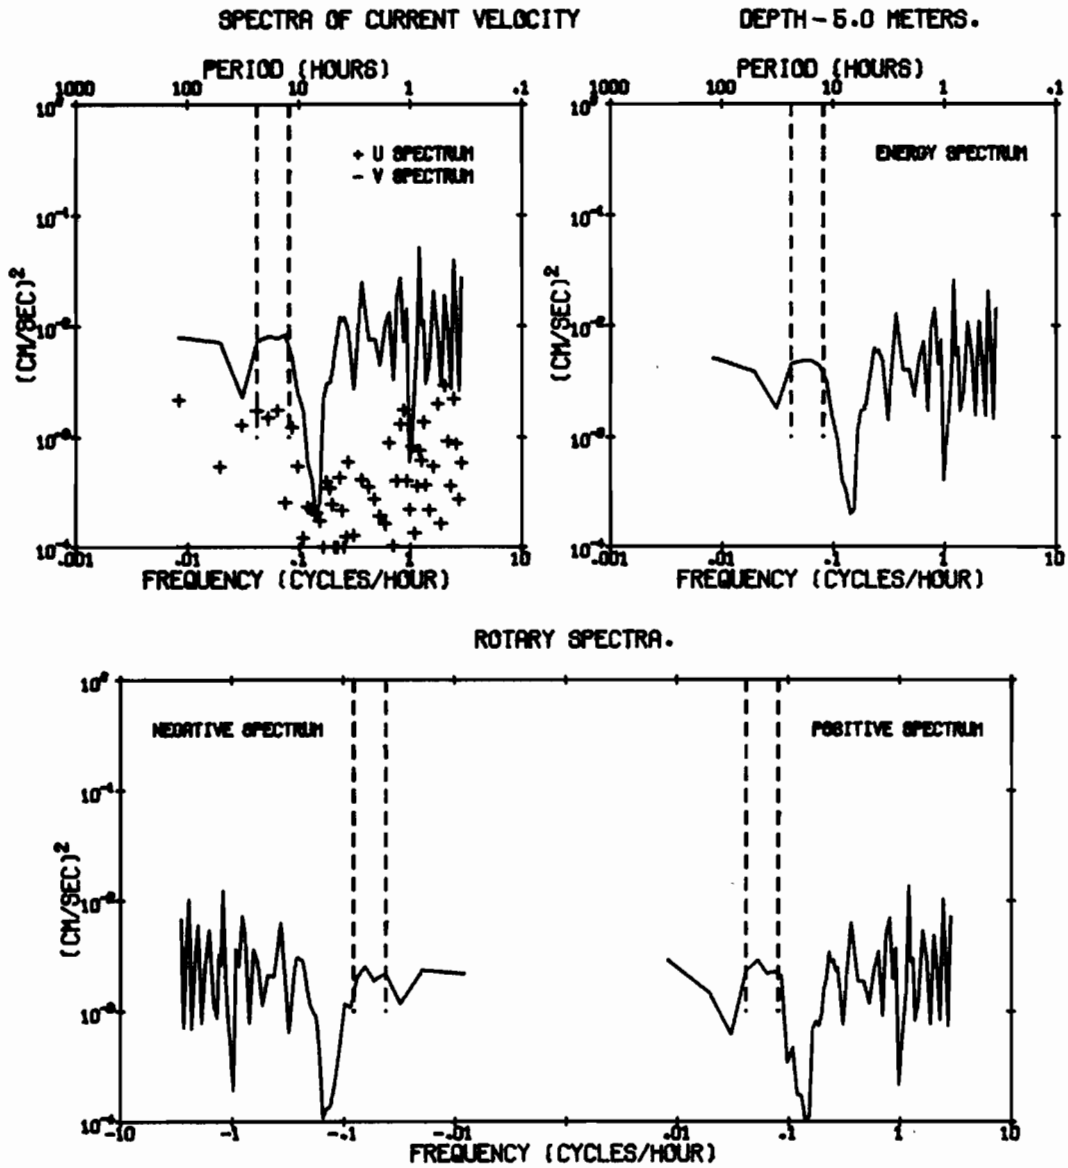 SPECTRA OF CURRENT VELOCITY
DEPTH-5.0 METERS.
PERIOD (HOURS)
1000 100 10 1 .1
+ U SPECTRUM
- V SPECTRUM
(CM/SEC)²
.001 .01 .1 1 10
FREQUENCY (CYCLES/HOUR)
PERIOD (HOURS)
1000 100 10 1 .1
ENERGY SPECTRUM
(CM/SEC)²
.001 .01 .1 1 10
FREQUENCY (CYCLES/HOUR)
ROTARY SPECTRA.
NEGATIVE SPECTRUM
POSITIVE SPECTRUM
(CM/SEC)²
-10 -1 -.1 -.01 .01 .1 1 10
FREQUENCY (CYCLES/HOUR)